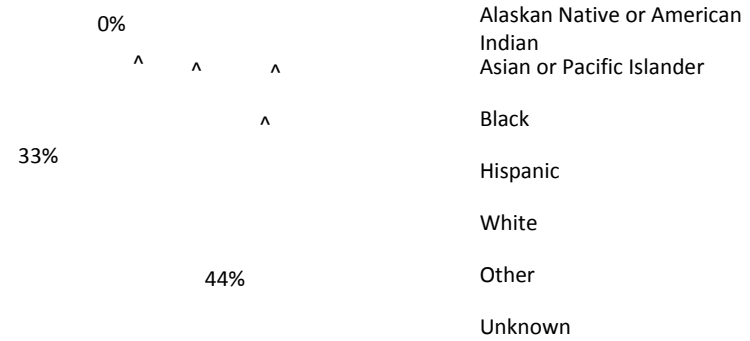 0%
^ ^ ^
^
33%
44%
Alaskan Native or American
Indian
Asian or Pacific Islander
Black
Hispanic
White
Other
Unknown